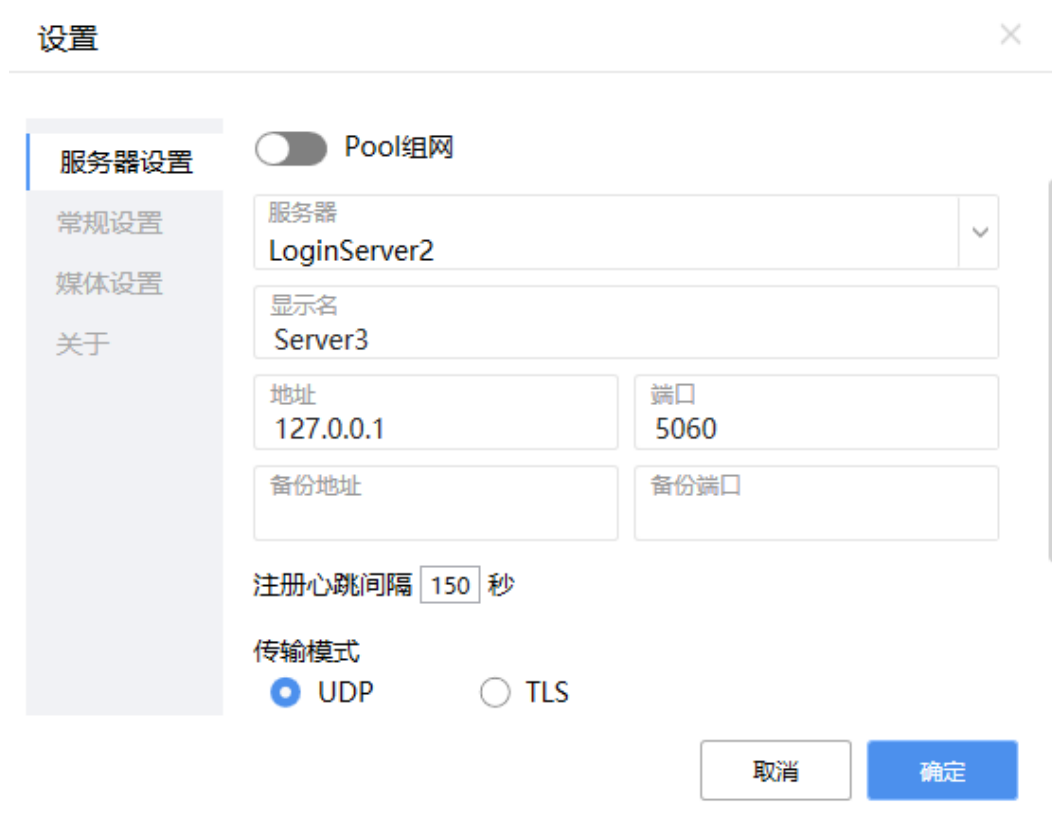 设置
服务器设置
常规设置
媒体设置
关于
Pool组网
服务器
LoginServer2
显示名
Server3
地址
127.0.0.1
端口
5060
备份地址
备份端口
注册心跳间隔 150 秒
传输模式
UDP TLS
取消 确定